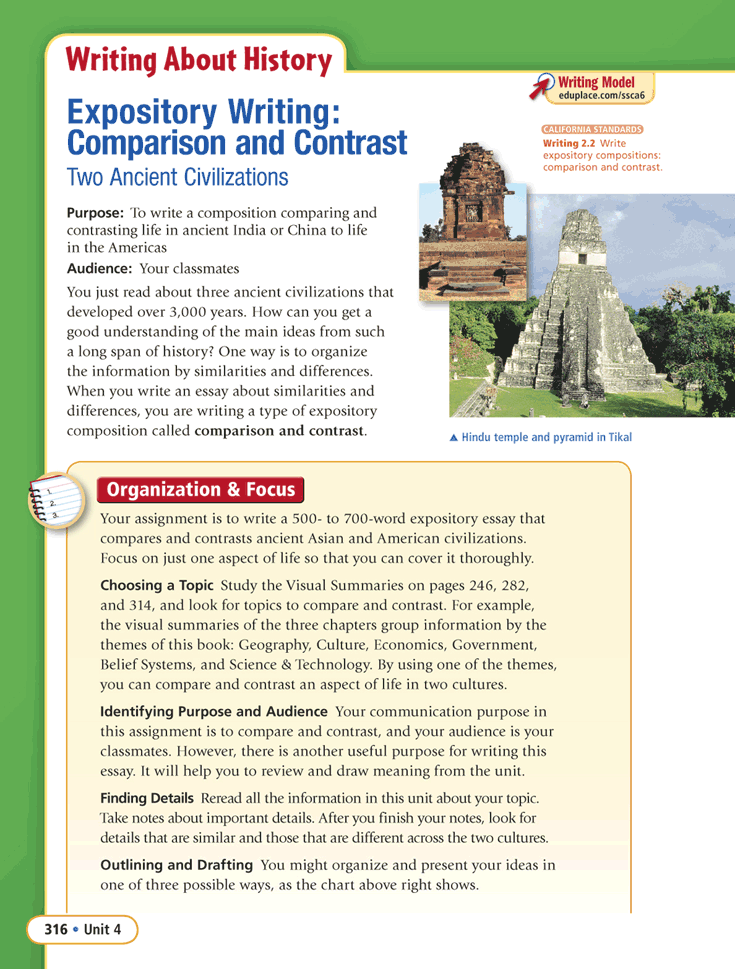 Writing About History
Writing Model
eduplace.com/ssca6
Expository Writing:
Comparison and Contrast
Two Ancient Civilizations
CALIFORNIA STANDARDS
Writing 2.2 Write
expository compositions:
comparison and contrast.
Purpose: To write a composition comparing and
contrasting life in ancient India or China to life
in the Americas
Audience: Your classmates
You just read about three ancient civilizations that
developed over 3,000 years. How can you get a
good understanding of the main ideas from such
a long span of history? One way is to organize
the information by similarities and differences.
When you write an essay about similarities and
differences, you are writing a type of expository
composition called comparison and contrast.
▲ Hindu temple and pyramid in Tikal
1.
2.
3.
Organization & Focus
Your assignment is to write a 500- to 700-word expository essay that
compares and contrasts ancient Asian and American civilizations.
Focus on just one aspect of life so that you can cover it thoroughly.
Choosing a Topic Study the Visual Summaries on pages 246, 282,
and 314, and look for topics to compare and contrast. For example,
the visual summaries of the three chapters group information by the
themes of this book: Geography, Culture, Economics, Government,
Belief Systems, and Science & Technology. By using one of the themes,
you can compare and contrast an aspect of life in two cultures.
Identifying Purpose and Audience Your communication purpose in
this assignment is to compare and contrast, and your audience is your
classmates. However, there is another useful purpose for writing this
essay. It will help you to review and draw meaning from the unit.
Finding Details Reread all the information in this unit about your topic.
Take notes about important details. After you finish your notes, look for
details that are similar and those that are different across the two cultures.
Outlining and Drafting You might organize and present your ideas in
one of three possible ways, as the chart above right shows.
316 • Unit 4